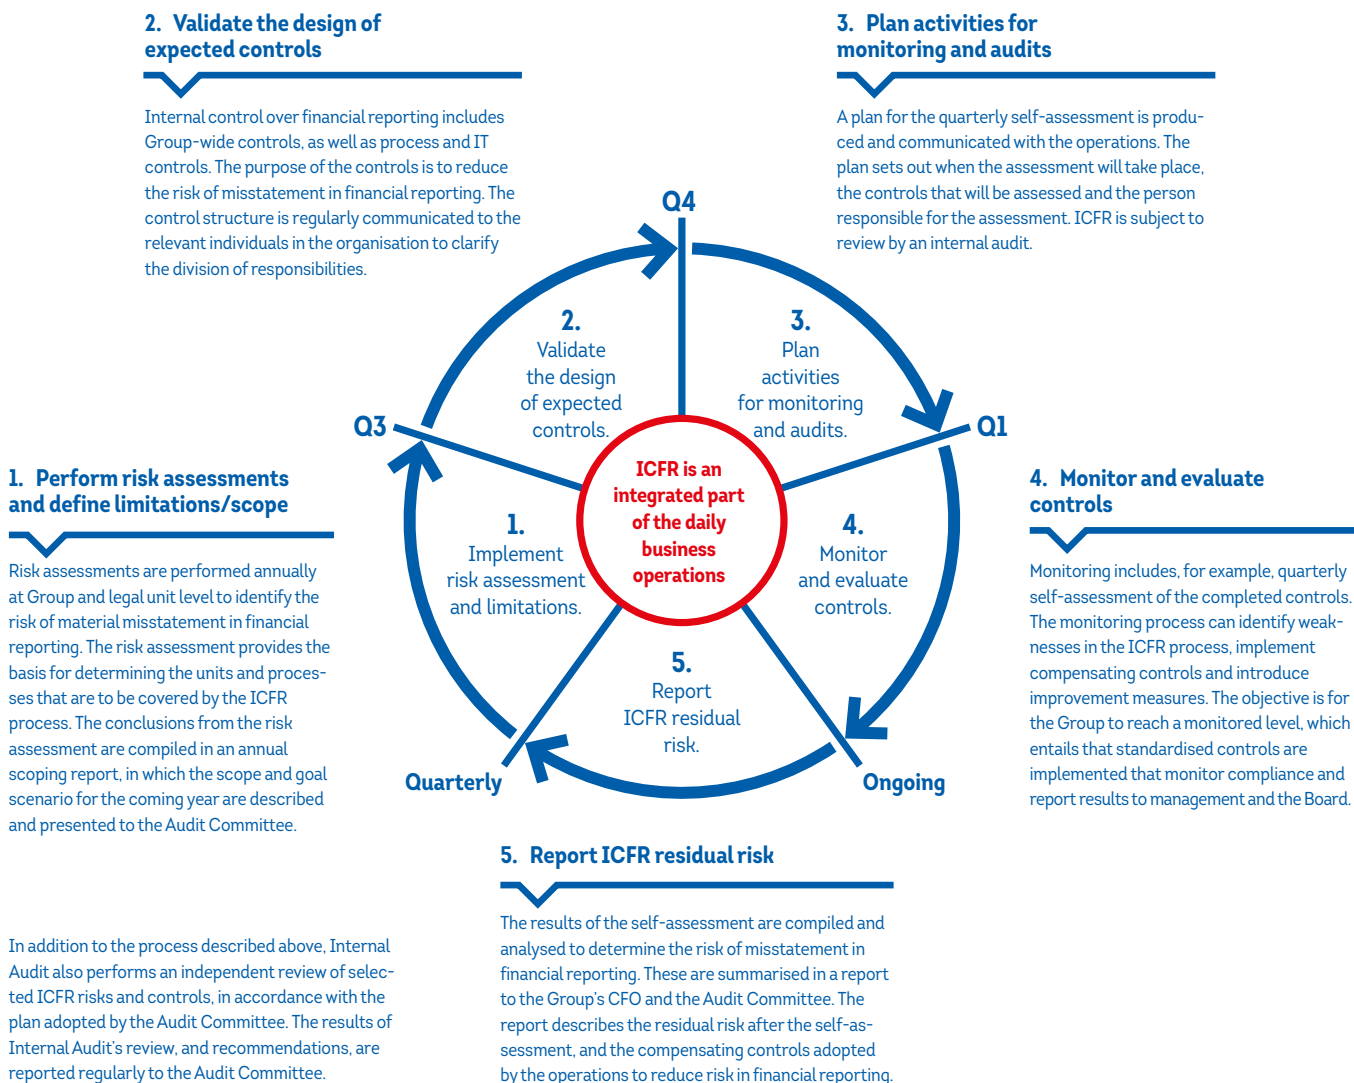 2. Validate the design of
expected controls
Internal control over financial reporting includes
Group-wide controls, as well as process and IT
controls. The purpose of the controls is to reduce
the risk of misstatement in financial reporting. The
control structure is regularly communicated to the
relevant individuals in the organisation to clarify
the division of responsibilities.
3. Plan activities for
monitoring and audits
A plan for the quarterly self-assessment is produ-
ced and communicated with the operations. The
plan sets out when the assessment will take place,
the controls that will be assessed and the person
responsible for the assessment. ICFR is subject to
review by an internal audit.
Q4
2.
Validate
the design
of expected
controls.
3.
Plan
activities
for monitoring
and audits.
Q3
Q1
ICFR is an
integrated part
of the daily
business
operations
1.
Implement
risk assessment
and limitations.
4.
Monitor
and evaluate
controls.
5.
Report
ICFR residual
risk.
Quarterly
Ongoing
1. Perform risk assessments
and define limitations/scope
Risk assessments are performed annually
at Group and legal unit level to identify the
risk of material misstatement in financial
reporting. The risk assessment provides the
basis for determining the units and proces-
ses that are to be covered by the ICFR
process. The conclusions from the risk
assessment are compiled in an annual
scoping report, in which the scope and goal
scenario for the coming year are described
and presented to the Audit Committee.
4. Monitor and evaluate
controls
Monitoring includes, for example, quarterly
self-assessment of the completed controls.
The monitoring process can identify weak-
nesses in the ICFR process, implement
compensating controls and introduce
improvement measures. The objective is for
the Group to reach a monitored level, which
entails that standardised controls are
implemented that monitor compliance and
report results to management and the Board.
5. Report ICFR residual risk
The results of the self-assessment are compiled and
analysed to determine the risk of misstatement in
financial reporting. These are summarised in a report
to the Group's CFO and the Audit Committee. The
report describes the residual risk after the self-as-
sessment, and the compensating controls adopted
by the operations to reduce risk in financial reporting.
In addition to the process described above, Internal
Audit also performs an independent review of selec-
ted ICFR risks and controls, in accordance with the
plan adopted by the Audit Committee. The results of
Internal Audit's review, and recommendations, are
reported regularly to the Audit Committee.